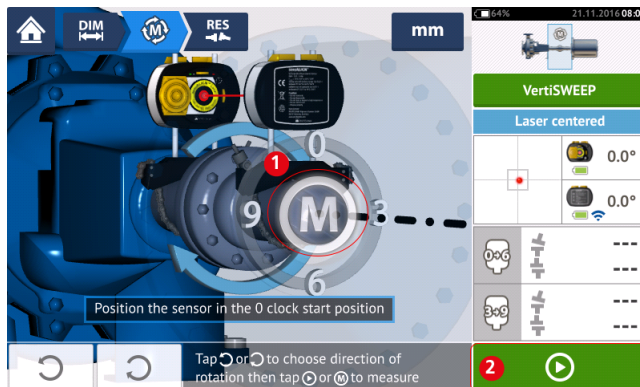 DIM
M
RES
mm
64%
21.11.2016 08:0
VertiSWEEP
Laser centered
0.0°
0.0°
0
1
9
M
3
6
0→6
---
---
3→9
---
---
Position the sensor in the 0 clock start position
Tap or to choose direction of
rotation then tap or M to measure
2